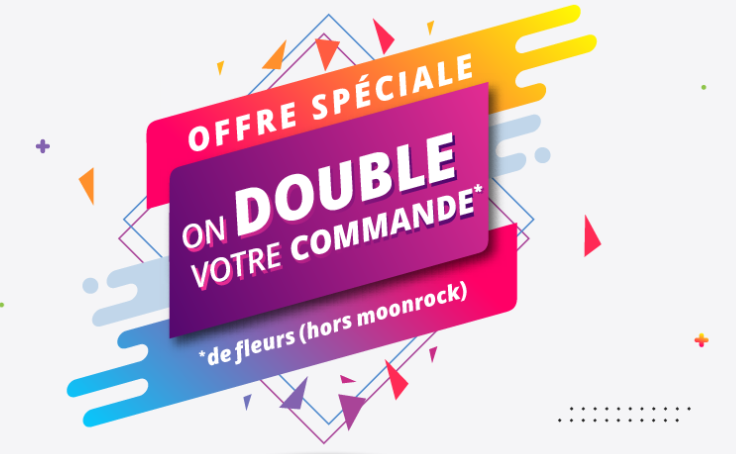 OFFRE SPÉCIALE
ON DOUBLE
VOTRE COMMANDE*
*de fleurs (hors moonrock)